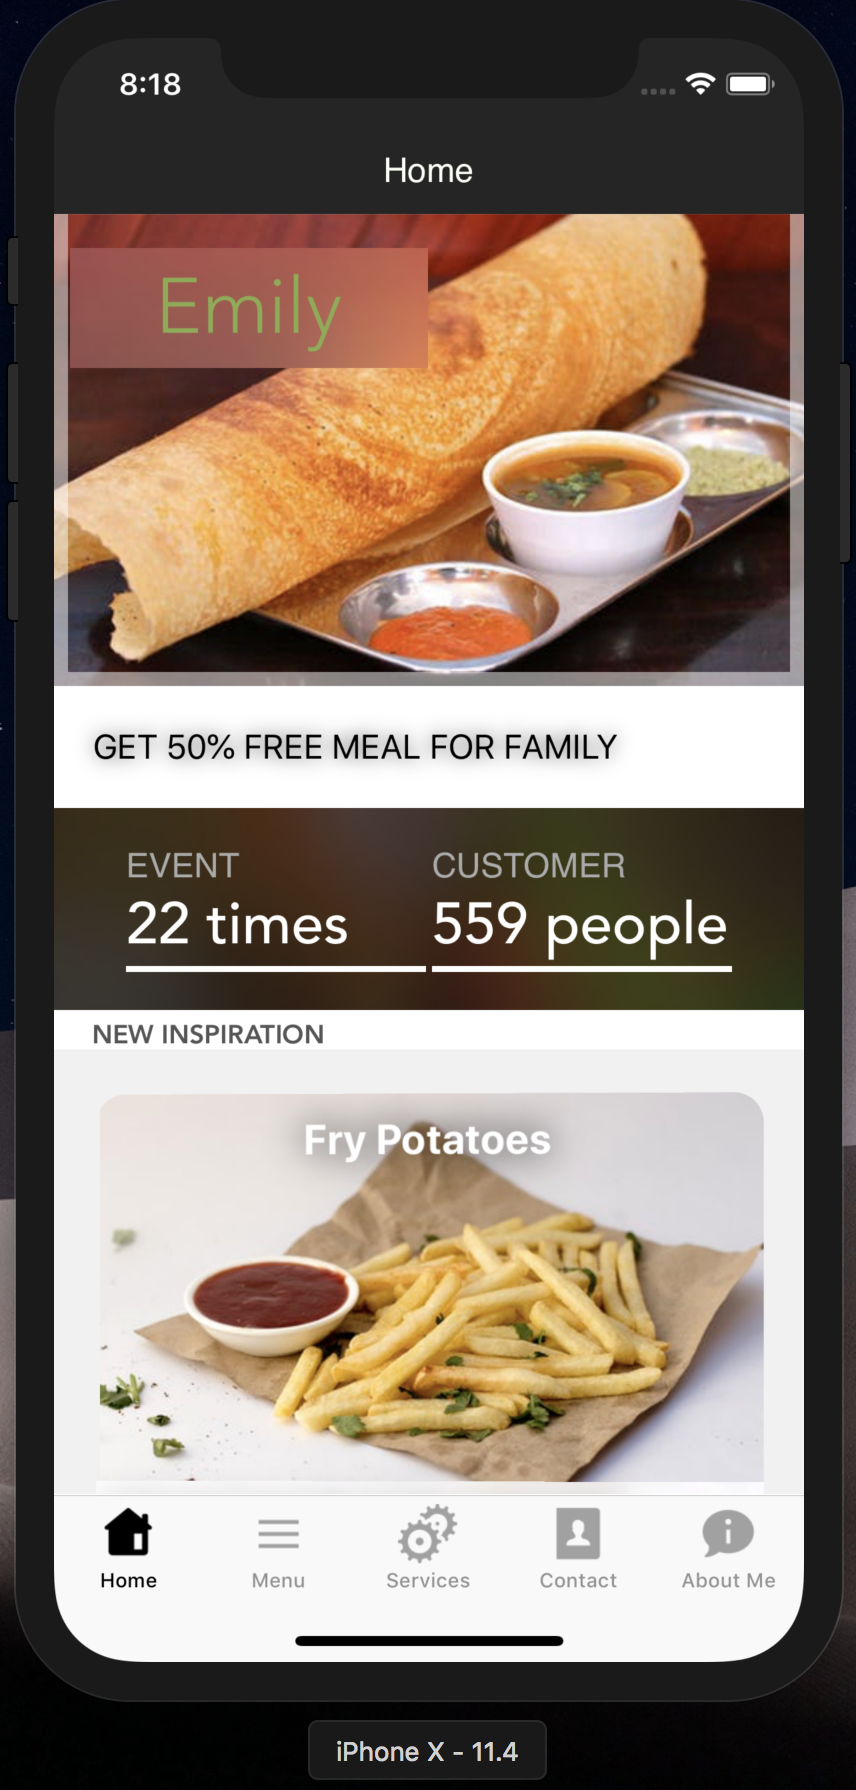 8:18
Home
Emily
GET 50% FREE MEAL FOR FAMILY
EVENT CUSTOMER
22 times 559 people
NEW INSPIRATION
Fry Potatoes
Home Menu Services Contact About Me
iPhone X - 11.4